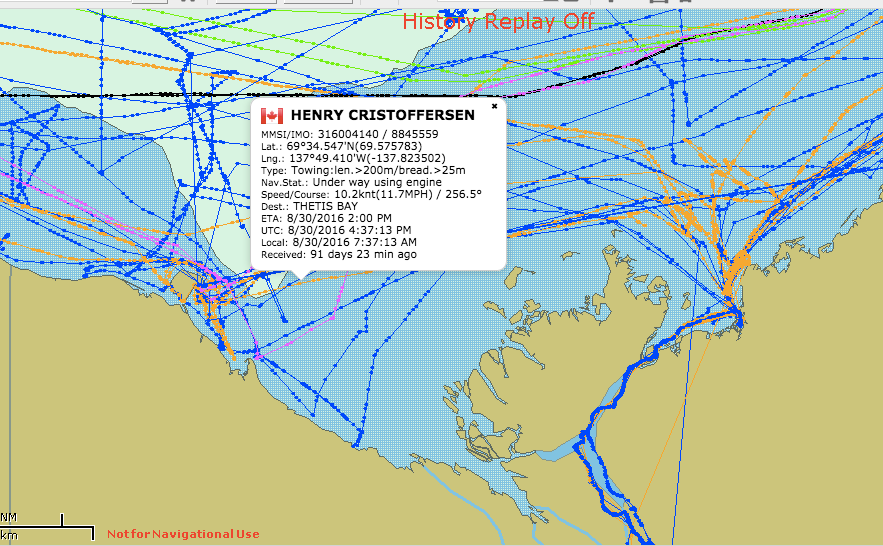 History Replay Off
HENRY CRISTOFFERSEN
MMSI/IMO: 316004140 / 8845559
Lat.: 69°34.547'N(69.575783)
Lng.: 137°49.410'W(-137.823502)
Type: Towing:len.>200m/bread.>25m
Nav.Stat.: Under way using engine
Speed/Course: 10.2knt(11.7MPH) / 256.5°
Dest.: THETIS BAY
ETA: 8/30/2016 2:00 PM
UTC: 8/30/2016 4:37:13 PM
Local: 8/30/2016 7:37:13 AM
Received: 91 days 23 min ago
NM
km
Not for Navigational Use